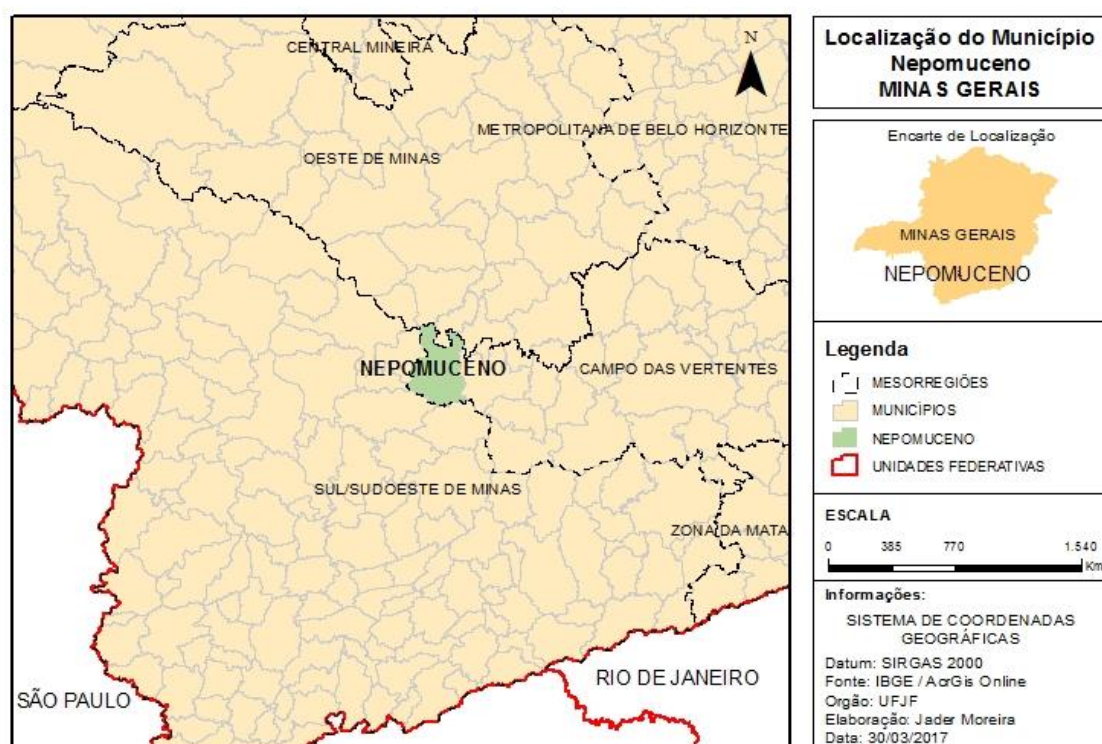 CENTRAL MINEIRA
N
METROPOLITANA DE BELO HORIZONTE
OESTE DE MINAS
NEPOMUCENO
CAMPO DAS VERTENTES
SUL/SUDOESTE DE MINAS
ZONA DA MATA
RIO DE JANEIRO
SÃO PAULO
Localização do Município
Nepomuceno
MINAS GERAIS
Encarte de Localização
MINAS GERAIS
NEPOMUCENO
Legenda
MESORREGIÕES
MUNICÍPIOS
NEPOMUCENO
UNIDADES FEDERATIVAS
ESCALA
0 385 770 1.540
Km
Informações:
SISTEMA DE COORDENADAS
GEOGRÁFICAS
Datum: SIRGAS 2000
Fonte: IBGE / AcrGis Online
Orgão: UFJF
Elaboração: Jader Moreira
Data: 30/03/2017